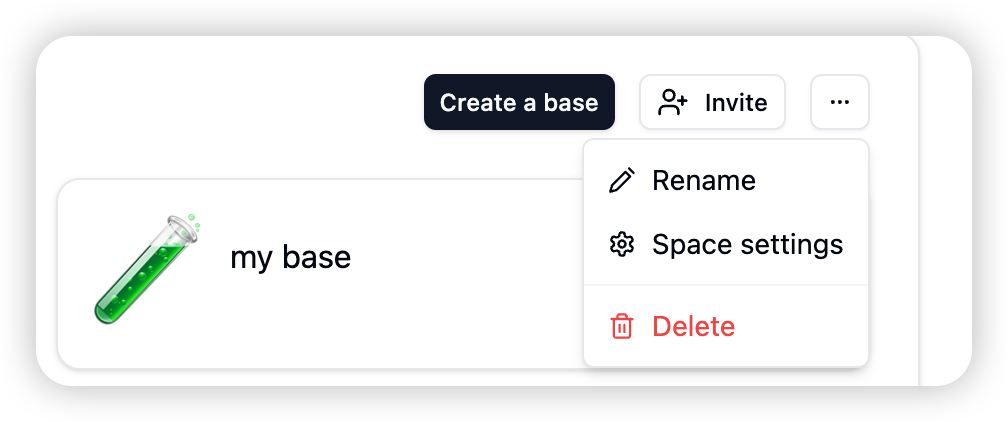 Create a base
Invite
···
Rename
my base
Space settings
Delete